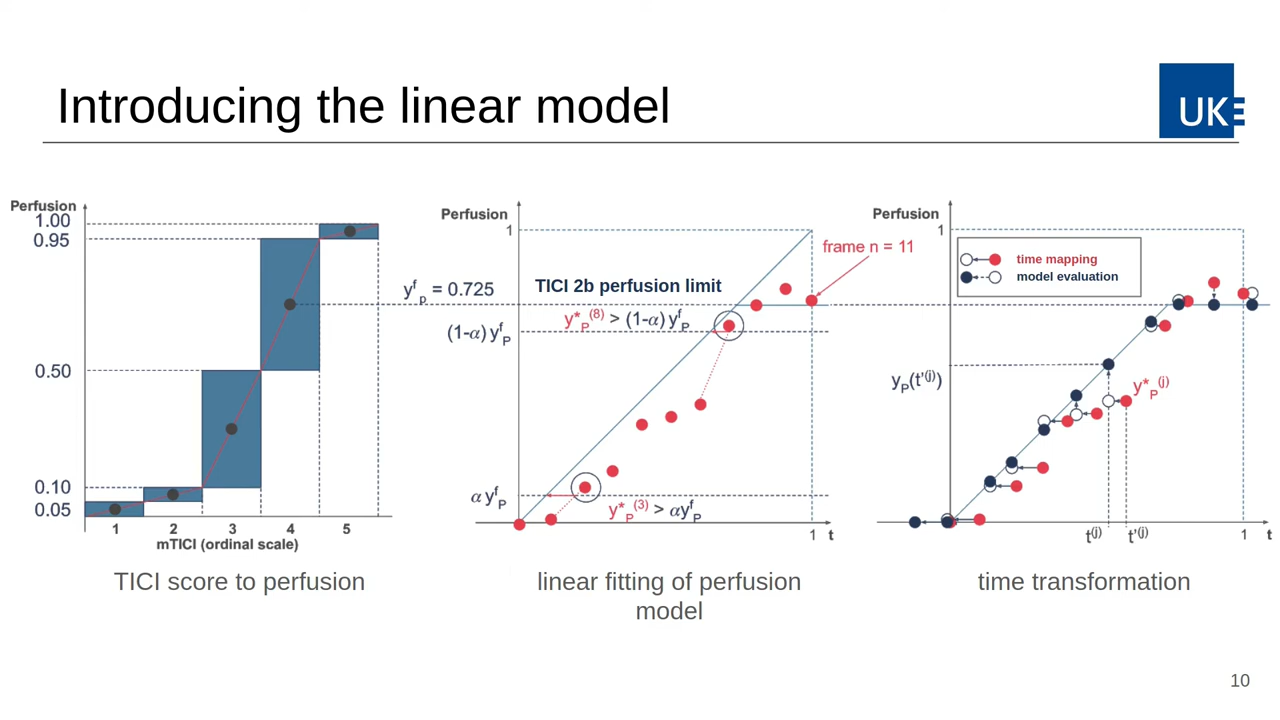 Introducing the linear model
UKE
Perfusion
1.00
0.95
0.50
0.10
0.05
1 2 3 4 5
mTICI (ordinal scale)
TICI score to perfusion
Perfusion
1
frame n = 11
y^f_p = 0.725
TICI 2b perfusion limit
y*_P^(8) > (1-α) y^f_P
(1-α) y^f_P
α y^f_P
y*_P^(3) > αy^f_P
1 t
linear fitting of perfusion
model
Perfusion
1
time mapping
model evaluation
y_P(t'^(j))
y*_P^(j)
t^(j) t'^(j) 1 t
time transformation
10